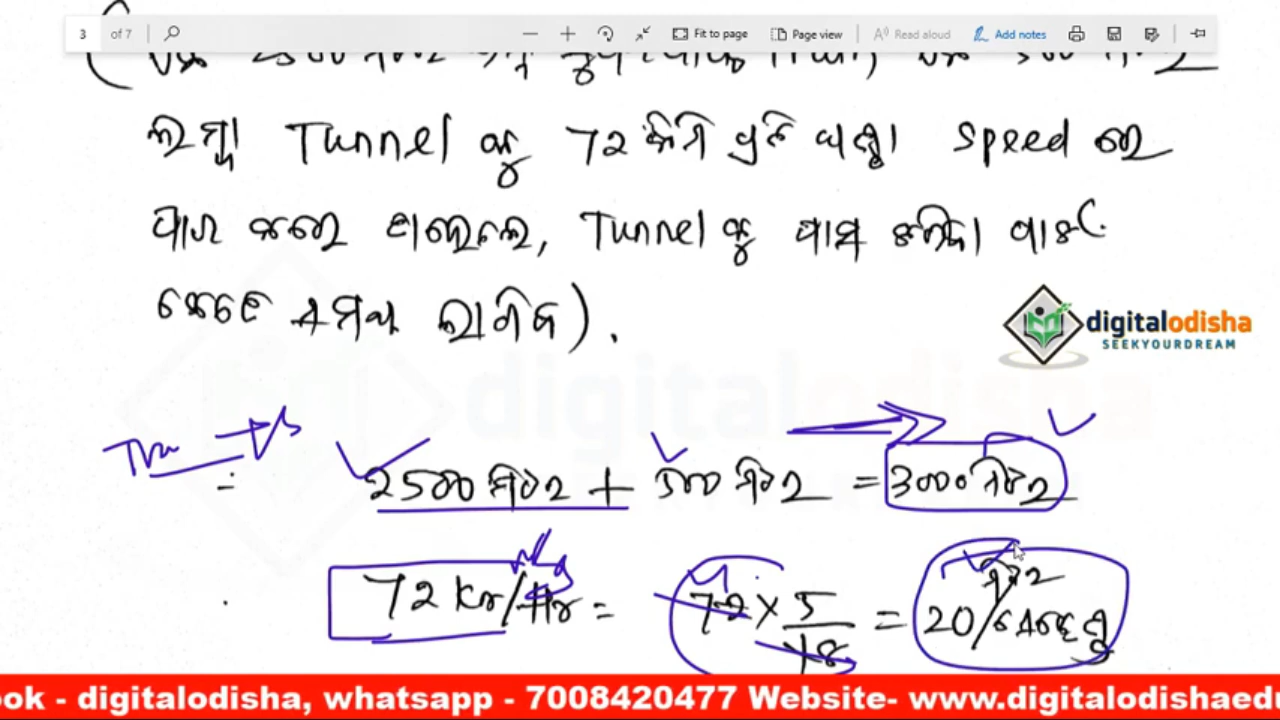 3 of 7 Fit to page Page view Read aloud Add notes
ଲମ୍ବା Tunnel କୁ 72 କିମି ପ୍ରତି ଘଣ୍ଟା Speed ରେ
ପାର କରେ ତାହେଲେ, Tunnel କୁ ପାସ କରିବା ପାଇଁ
କେତେ ସମୟ ଲାଗିବ).
digitalodisha
SEEKYOURDREAM
2500 ମିଟର + 500 ମିଟର = 3000 ମିଟର
72 Km/Hr = 72 × 5/18 = 20 ମିଟର/ସେକେଣ୍ଡ
ook - digitalodisha, whatsapp - 7008420477 Website- www.digitalodishaed